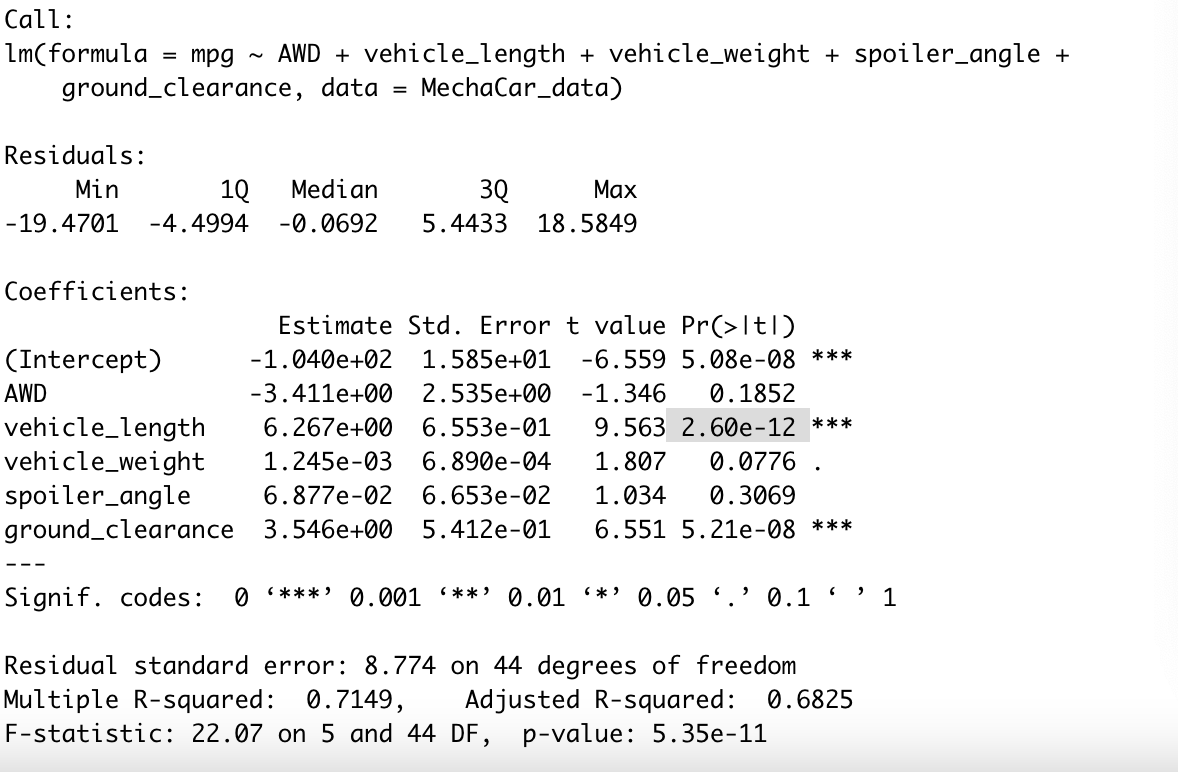 Call:
lm(formula = mpg ~ AWD + vehicle_length + vehicle_weight + spoiler_angle +
    ground_clearance, data = MechaCar_data)

Residuals:
     Min       1Q   Median       3Q      Max
-19.4701  -4.4994  -0.0692   5.4433  18.5849

Coefficients:
                   Estimate Std. Error t value Pr(>|t|)
(Intercept)      -1.040e+02  1.585e+01  -6.559 5.08e-08 ***
AWD              -3.411e+00  2.535e+00  -1.346   0.1852
vehicle_length    6.267e+00  6.553e-01   9.563 2.60e-12 ***
vehicle_weight    1.245e-03  6.890e-04   1.807   0.0776 .
spoiler_angle     6.877e-02  6.653e-02   1.034   0.3069
ground_clearance  3.546e+00  5.412e-01   6.551 5.21e-08 ***
---
Signif. codes:  0 ‘***’ 0.001 ‘**’ 0.01 ‘*’ 0.05 ‘.’ 0.1 ‘ ’ 1

Residual standard error: 8.774 on 44 degrees of freedom
Multiple R-squared:  0.7149,    Adjusted R-squared:  0.6825
F-statistic: 22.07 on 5 and 44 DF,  p-value: 5.35e-11